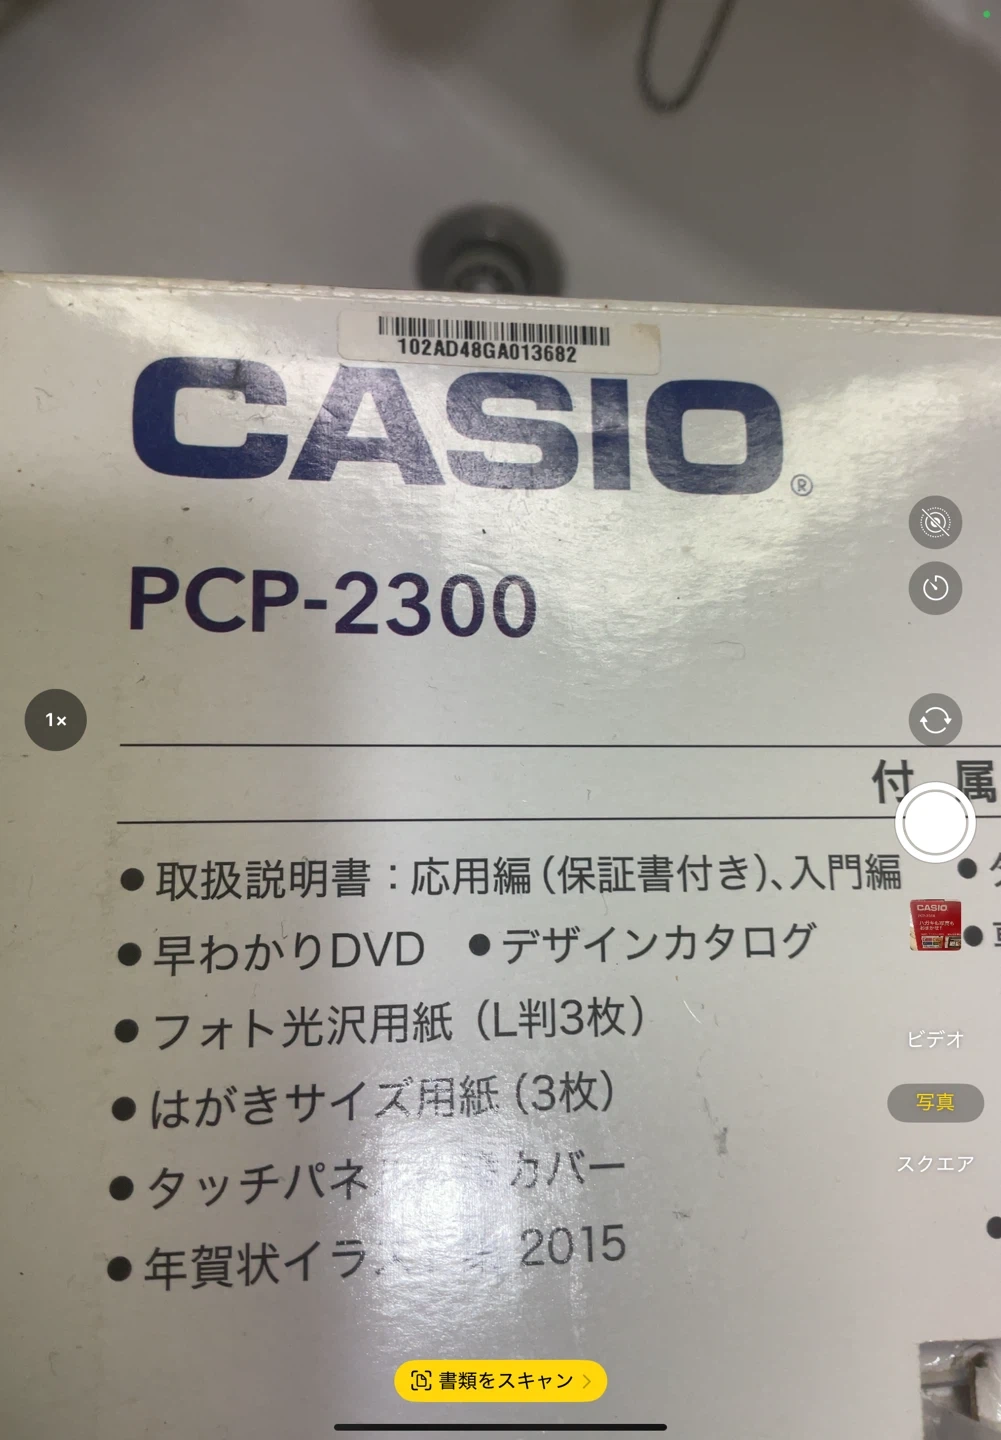 102AD48GA013682
CASIO®
PCP-2300
付属
●取扱説明書：応用編（保証書付き）、入門編 ●
●早わかりDVD ●デザインカタログ ●
●フォト光沢用紙（L判3枚）
●はがきサイズ用紙（3枚）
●タッチパネ カバー
●年賀状イラ 2015
1×
CASIO
ビデオ
写真
スクエア
書類をスキャン